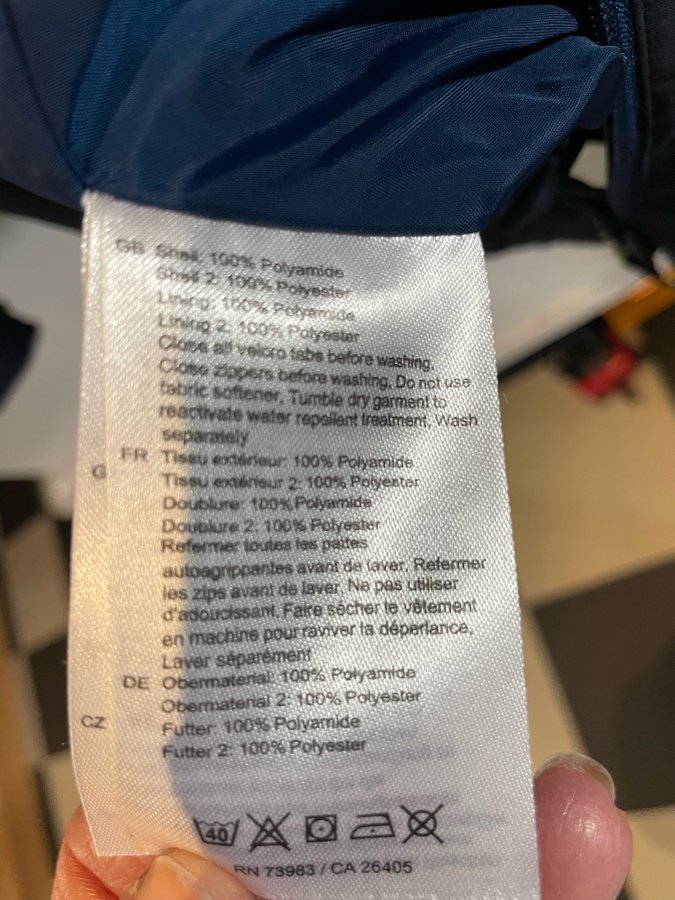 GB Shell: 100% Polyamide
Shell 2: 100% Polyester
Lining: 100% Polyamide
Lining 2: 100% Polyester
Close all velcro tabs before washing.
Close zippers before washing. Do not use
fabric softener. Tumble dry garment to
reactivate water repellent treatment. Wash
separately
G
FR Tissu extérieur: 100% Polyamide
Tissu extérieur 2: 100% Polyester
Doublure: 100% Polyamide
Doublure 2: 100% Polyester
Refermer toutes les pattes
autoagrippantes avant de laver. Refermer
les zips avant de laver. Ne pas utiliser
d'adoucissant. Faire sécher le vêtement
en machine pour raviver la déperlance.
Laver séparément
DE Obermaterial: 100% Polyamide
Obermaterial 2: 100% Polyester
CZ
Futter: 100% Polyamide
Futter 2: 100% Polyester
40
RN 73983 / CA 26405